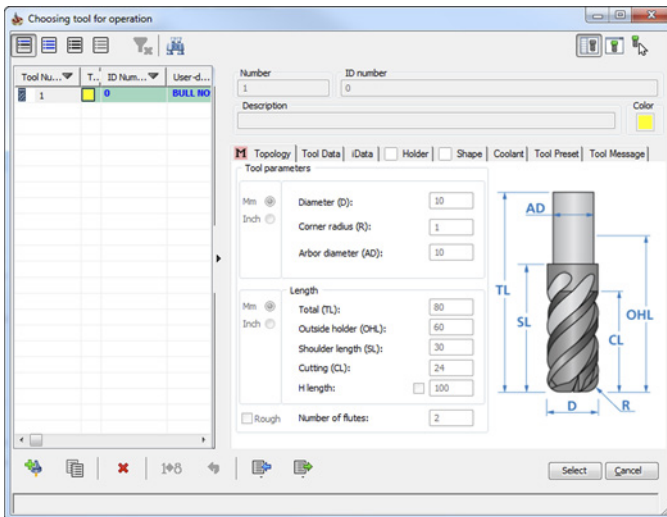 Choosing tool for operation
Tool Nu... T... ID Num... User-d...
1 0 BULL NO
Number ID number
1 0
Description Color
M Topology Tool Data iData Holder Shape Coolant Tool Preset Tool Message
Tool parameters
Mm Diameter (D): 10
Inch Corner radius (R): 1
Arbor diameter (AD): 10
Length
Mm Total (TL): 80
Inch Outside holder (OHL): 60
Shoulder length (SL): 30
Cutting (CL): 24
H length: 100
Rough Number of flutes: 2
AD
TL
SL
OHL
CL
D R
1→8
Select Cancel